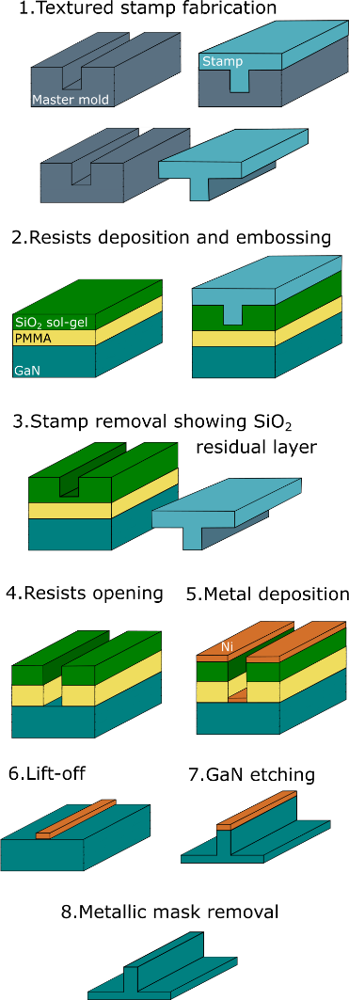 1.Textured stamp fabrication
Stamp
Master mold
2.Resists deposition and embossing
SiO₂ sol-gel
PMMA
GaN
3.Stamp removal showing SiO₂
residual layer
4.Resists opening
5.Metal deposition
Ni
6.Lift-off
7.GaN etching
8.Metallic mask removal